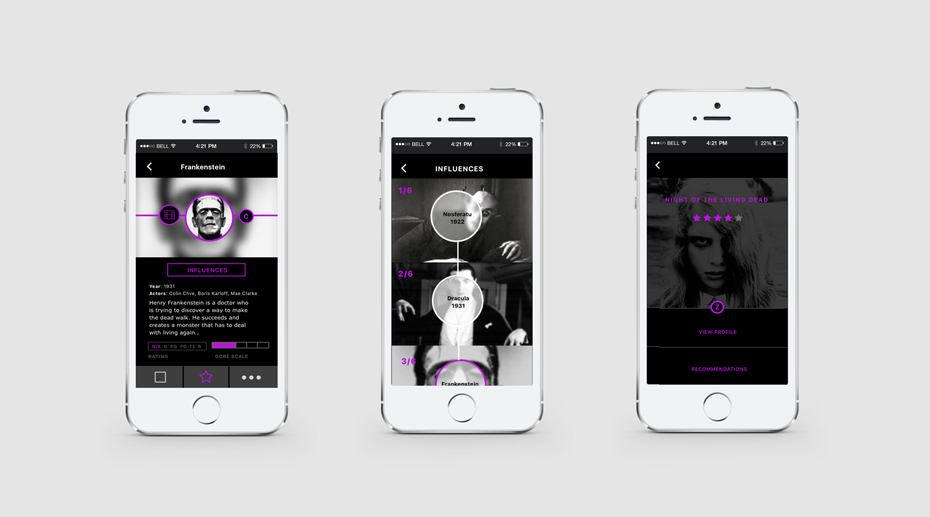 BELL 4:21 PM 22%
Frankenstein
C
INFLUENCES
Year: 1931
Actors: Colin Clive, Boris Karloff, Mae Clarke
Henry Frankenstein is a doctor who
is trying to discover a way to make
the dead walk. He succeeds and
creates a monster that has to deal
with living again..
N/A G PG PG-13 R
RATING GORE SCALE
BELL 4:21 PM 22%
INFLUENCES
1/6
Nosferatu
1922
2/6
Dracula
1931
3/6
Frankenstein
BELL 4:21 PM 22%
NIGHT OF THE LIVING DEAD
Z
VIEW PROFILE
RECOMMENDATIONS